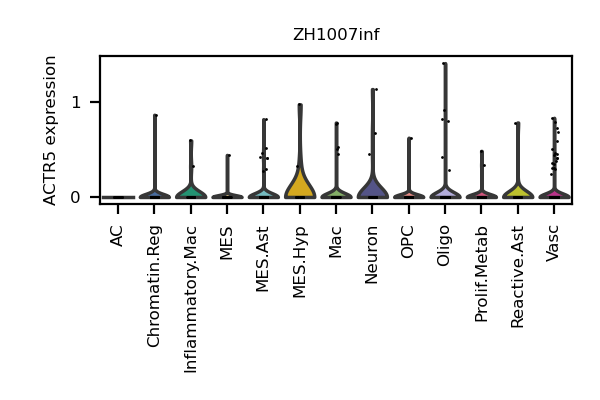 ZH1007inf
ACTR5 expression
1
0
AC
Chromatin.Reg
Inflammatory.Mac
MES
MES.Ast
MES.Hyp
Mac
Neuron
OPC
Oligo
Prolif.Metab
Reactive.Ast
Vasc